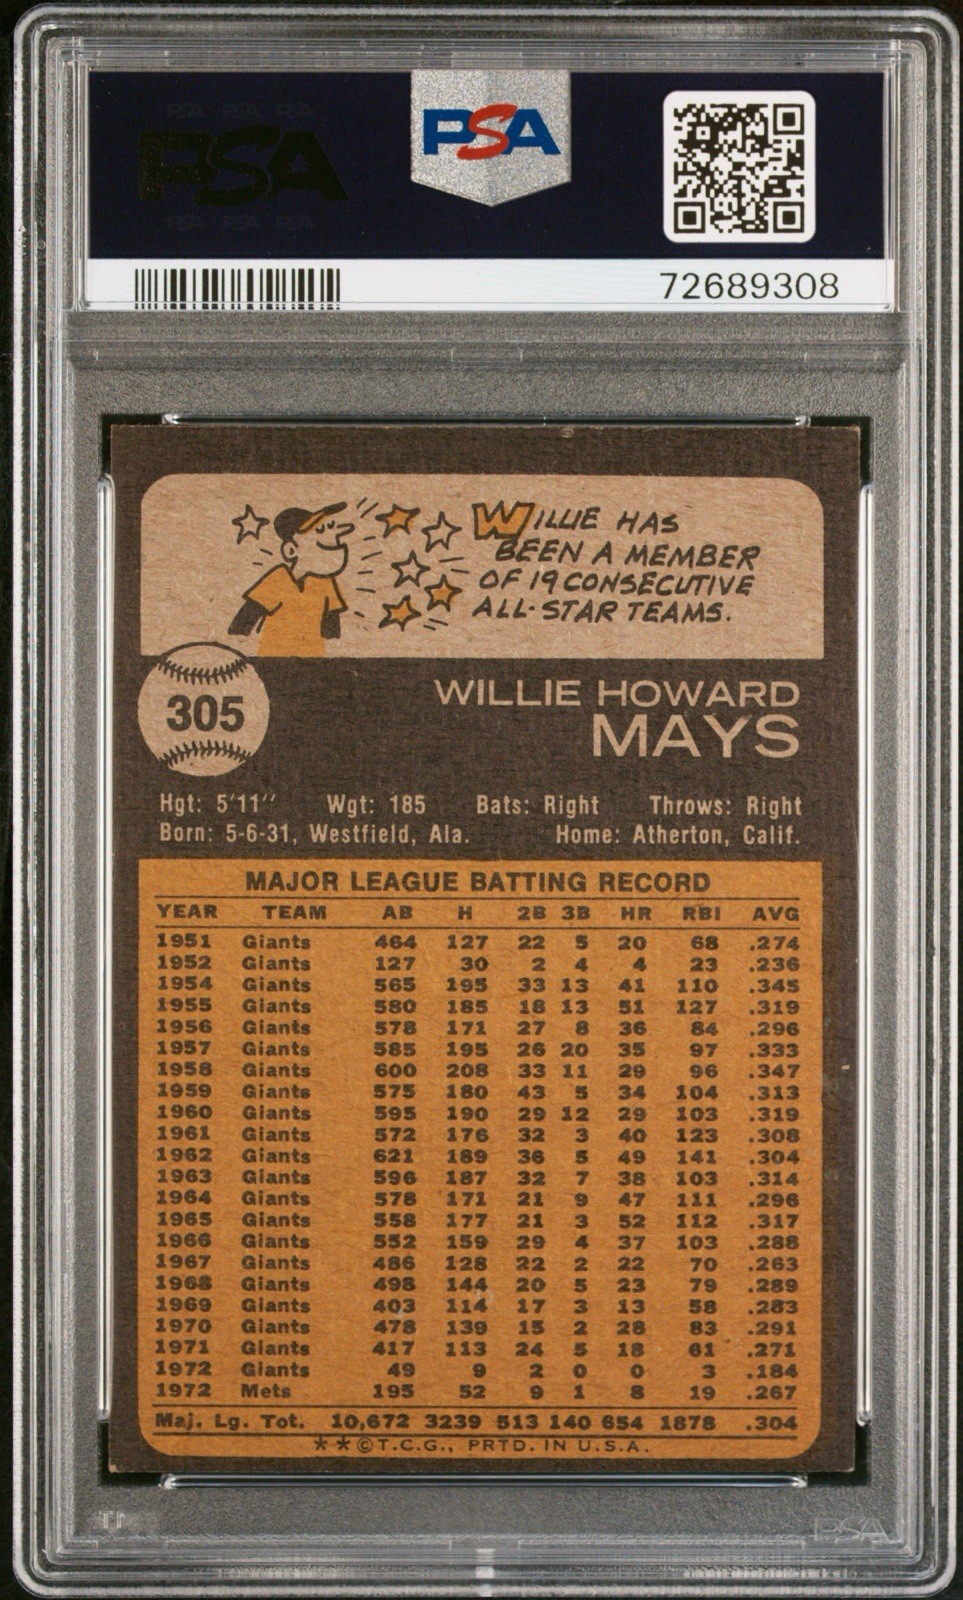 PSA PSA PSA
PSA
PSA PSA PSA
PSA
72689308
WILLIE HAS
BEEN A MEMBER
OF 19 CONSECUTIVE
ALL-STAR TEAMS.
305
WILLIE HOWARD
MAYS
Hgt: 5'11" Wgt: 185 Bats: Right Throws: Right
Born: 5-6-31, Westfield, Ala. Home: Atherton, Calif.
MAJOR LEAGUE BATTING RECORD
YEAR TEAM AB H 2B 3B HR RBI AVG
1951 Giants 464 127 22 5 20 68 .274
1952 Giants 127 30 2 4 4 23 .236
1954 Giants 565 195 33 13 41 110 .345
1955 Giants 580 185 18 13 51 127 .319
1956 Giants 578 171 27 8 36 84 .296
1957 Giants 585 195 26 20 35 97 .333
1958 Giants 600 208 33 11 29 96 .347
1959 Giants 575 180 43 5 34 104 .313
1960 Giants 595 190 29 12 29 103 .319
1961 Giants 572 176 32 3 40 123 .308
1962 Giants 621 189 36 5 49 141 .304
1963 Giants 596 187 32 7 38 103 .314
1964 Giants 578 171 21 9 47 111 .296
1965 Giants 558 177 21 3 52 112 .317
1966 Giants 552 159 29 4 37 103 .288
1967 Giants 486 128 22 2 22 70 .263
1968 Giants 498 144 20 5 23 79 .289
1969 Giants 403 114 17 3 13 58 .283
1970 Giants 478 139 15 2 28 83 .291
1971 Giants 417 113 24 5 18 61 .271
1972 Giants 49 9 2 0 0 3 .184
1972 Mets 195 52 9 1 8 19 .267
Maj. Lg. Tot. 10,672 3239 513 140 654 1878 .304
**©T.C.G., PRTD. IN U.S.A.
PSA